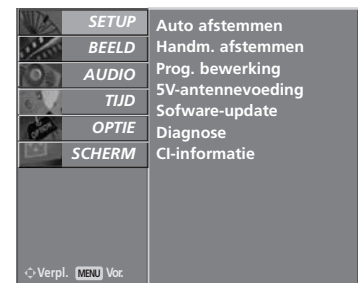 SETUP
BEELD
AUDIO
TIJD
OPTIE
SCHERM
Auto afstemmen
Handm. afstemmen
Prog. bewerking
5V-antennevoeding
Sofware-update
Diagnose
CI-informatie
Verpl. MENU Vor.